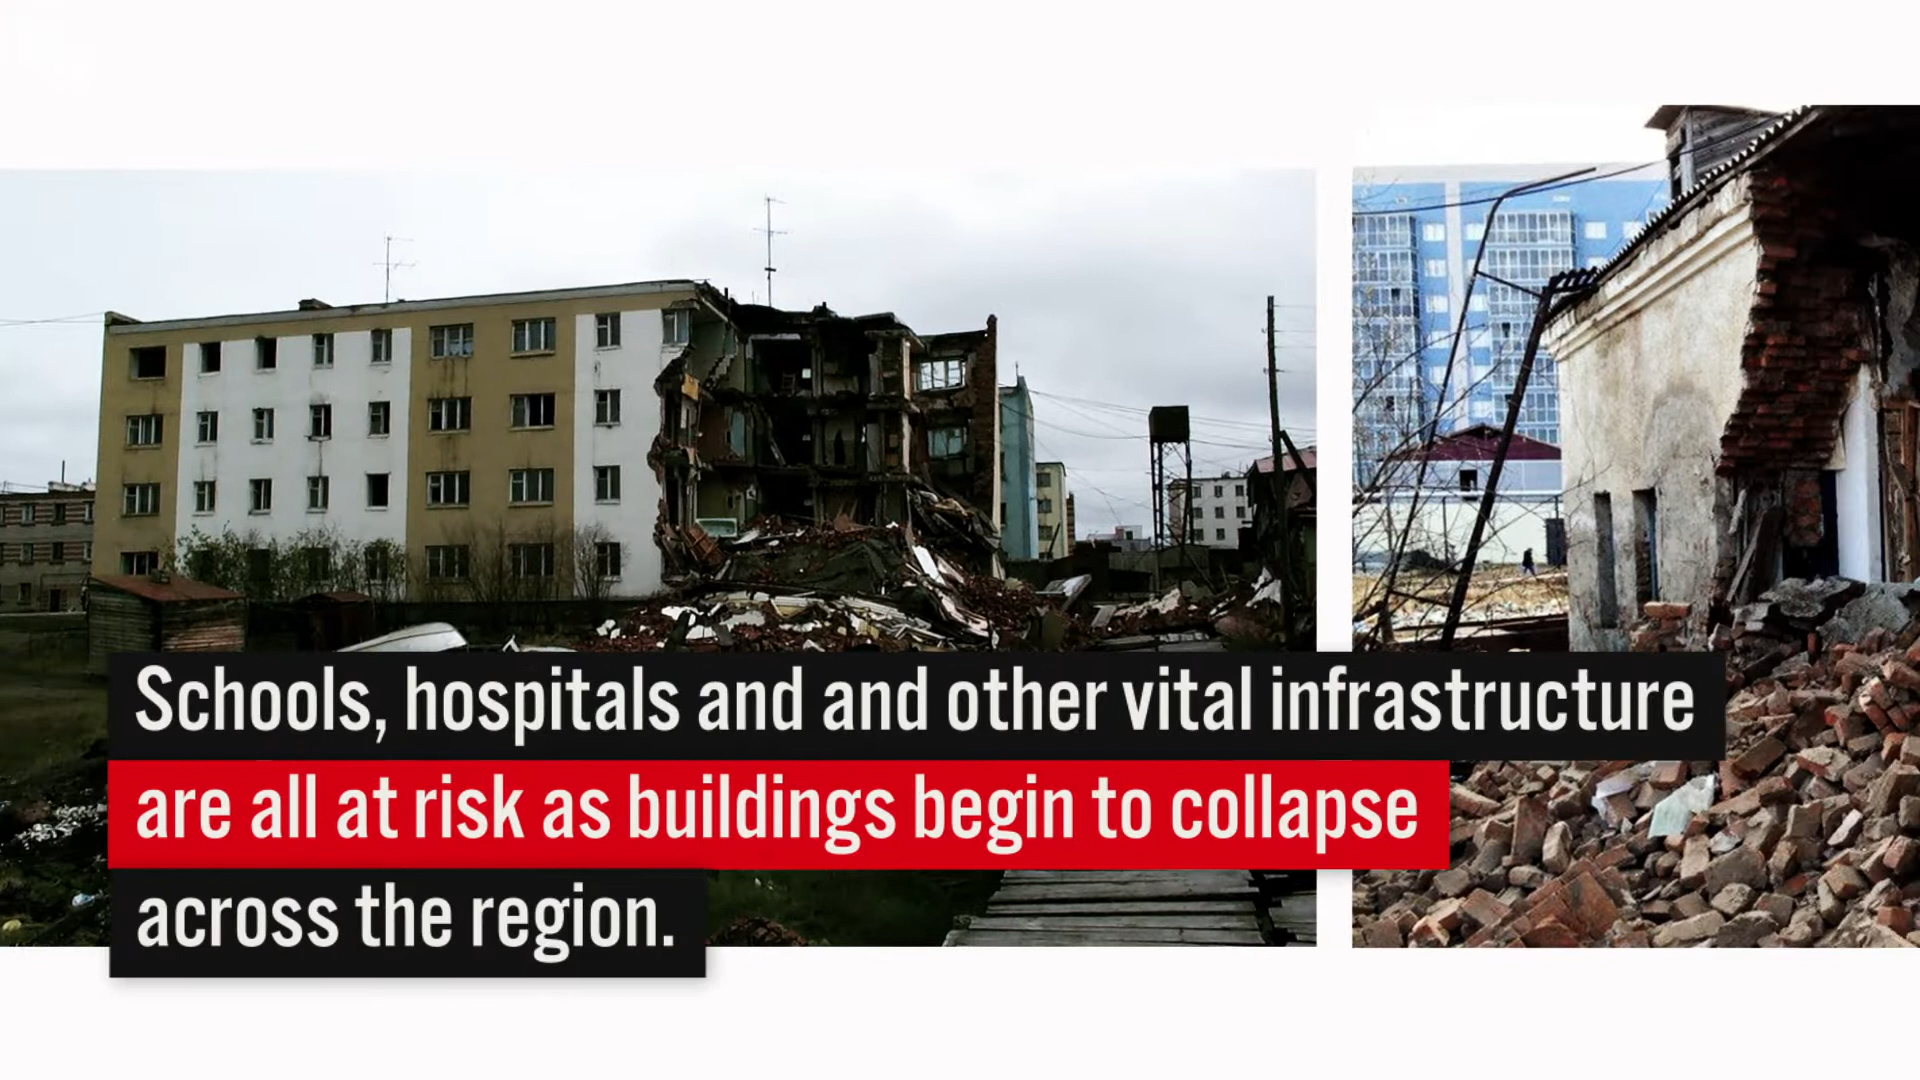 Schools, hospitals and and other vital infrastructure
are all at risk as buildings begin to collapse
across the region.